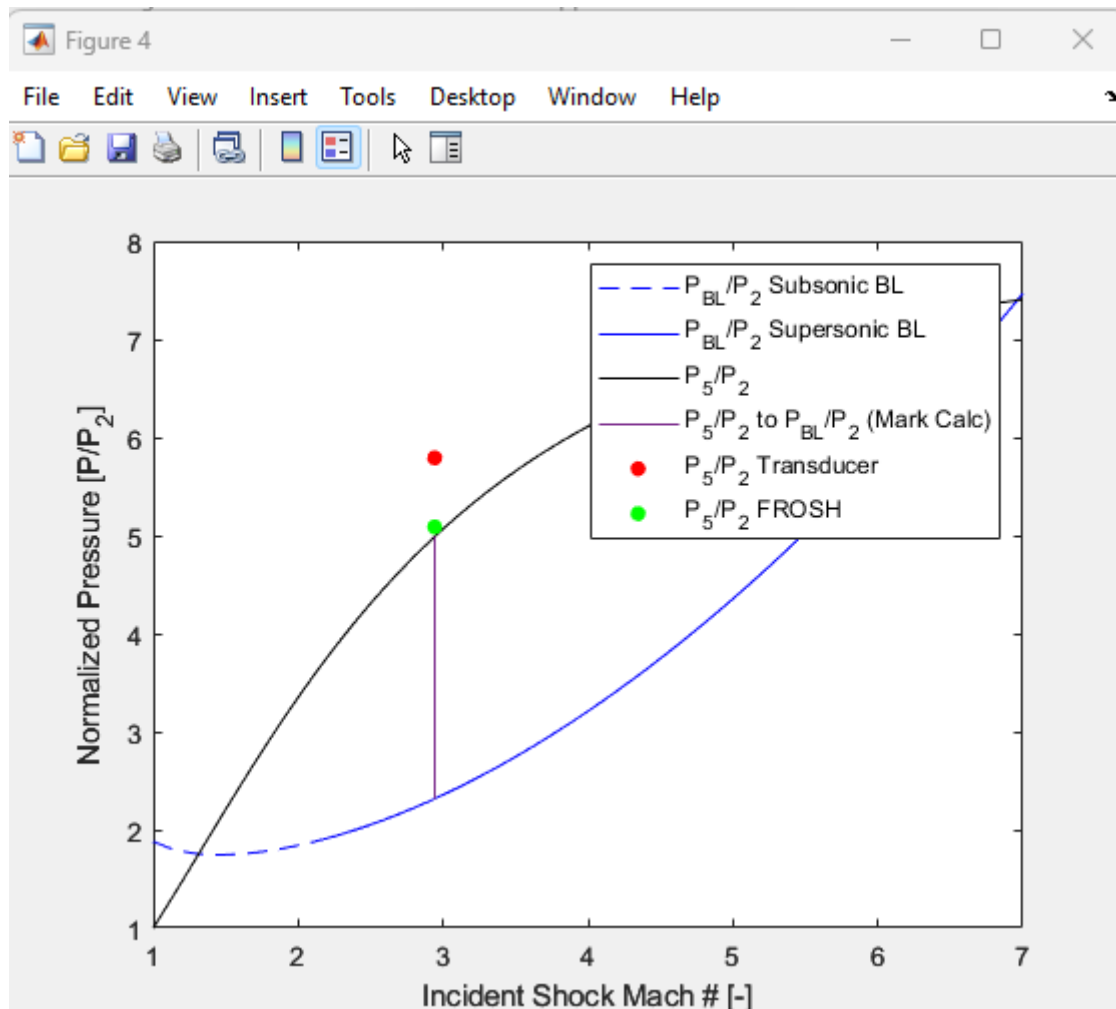 Figure 4
File Edit View Insert Tools Desktop Window Help
8
7
6
5
4
3
2
1
Normalized Pressure [P/P2]
P_BL/P_2 Subsonic BL
P_BL/P_2 Supersonic BL
P_5/P_2
P_5/P_2 to P_BL/P_2 (Mark Calc)
P_5/P_2 Transducer
P_5/P_2 FROSH
1 2 3 4 5 6 7
Incident Shock Mach # [-]